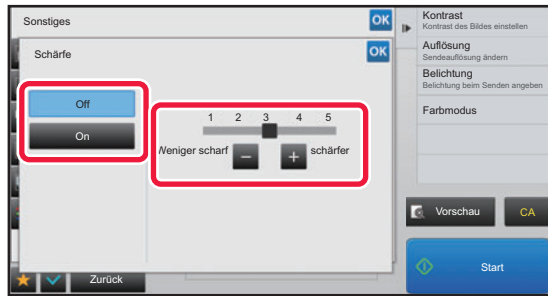 Sonstiges
OK
Schärfe
OK
Off
On
1 2 3 4 5
Weniger scharf
−
+
schärfer
Zurück
Kontrast
Kontrast des Bildes einstellen
Auflösung
Sendeauflösung ändern
Belichtung
Belichtung beim Senden angeben
Farbmodus
Vorschau
CA
Start